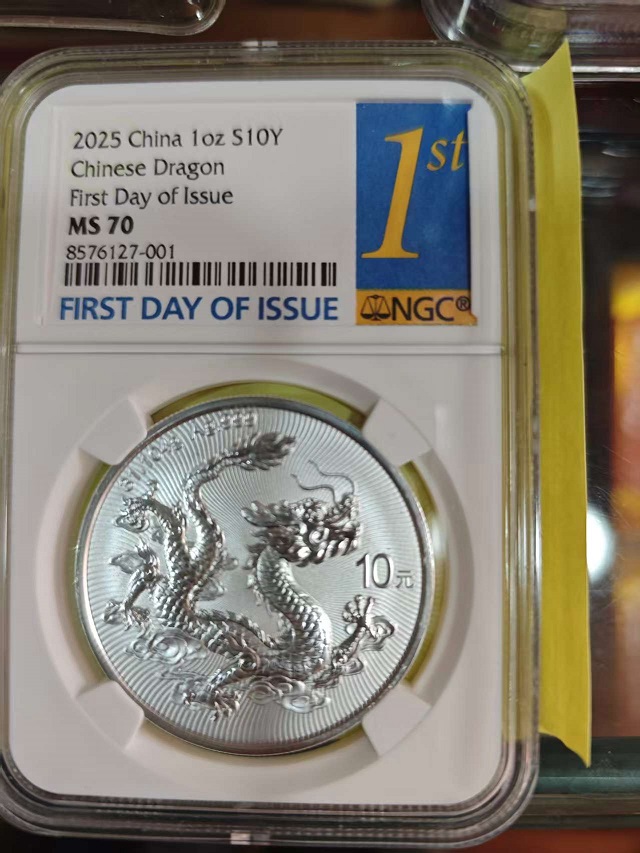 2025 China 1oz S10Y
Chinese Dragon
First Day of Issue
MS 70
8576127-001
FIRST DAY OF ISSUE
1st
NGC®
10元